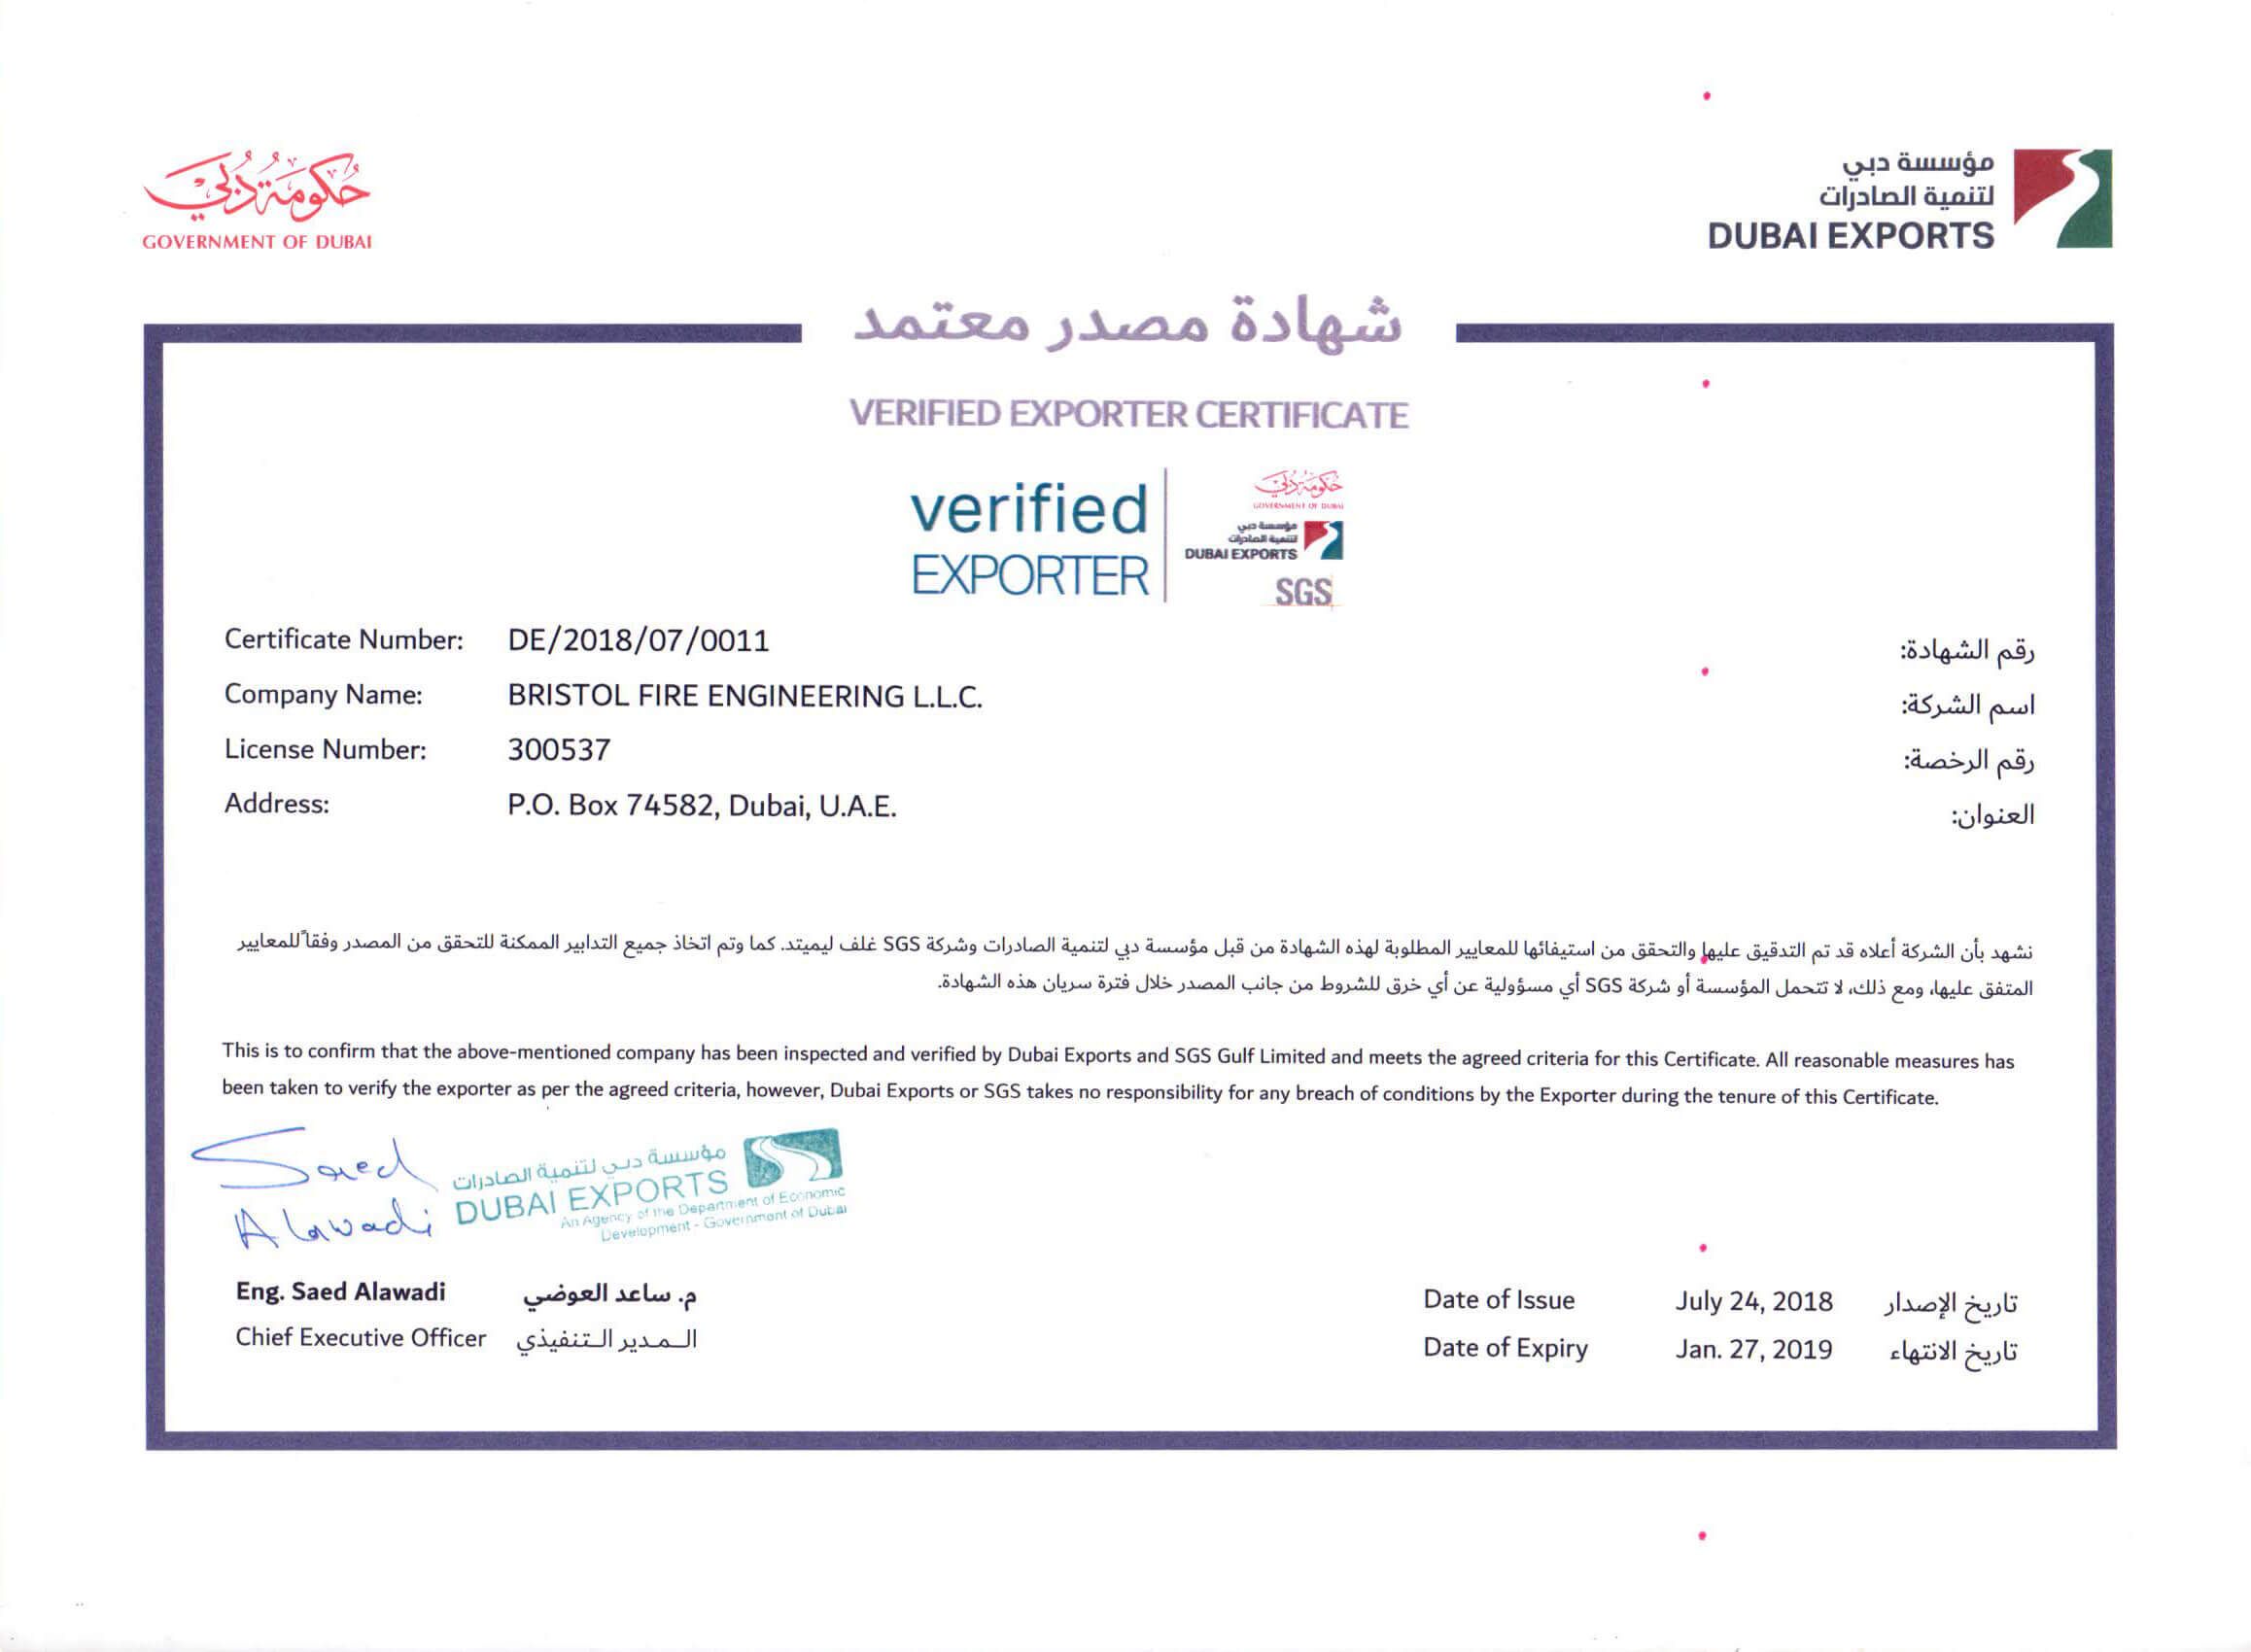 حكومة دبي
GOVERNMENT OF DUBAI
مؤسسة دبي
لتنمية الصادرات
DUBAI EXPORTS
شهادة مصدر معتمد
VERIFIED EXPORTER CERTIFICATE
verified
EXPORTER
حكومة دبي
GOVERNMENT OF DUBAI
مؤسسة دبي
لتنمية الصادرات
DUBAI EXPORTS
SGS
Certificate Number: DE/2018/07/0011 رقم الشهادة:
Company Name: BRISTOL FIRE ENGINEERING L.L.C. اسم الشركة:
License Number: 300537 رقم الرخصة:
Address: P.O. Box 74582, Dubai, U.A.E. العنوان:
نشهد بأن الشركة أعلاه قد تم التدقيق عليها والتحقق من استيفائها للمعايير المطلوبة لهذه الشهادة من قبل مؤسسة دبي لتنمية الصادرات وشركة SGS غلف ليميتد. كما وتم اتخاذ جميع التدابير الممكنة للتحقق من المصدر وفقاً للمعايير
المتفق عليها، ومع ذلك، لا تتحمل المؤسسة أو شركة SGS أي مسؤولية عن أي خرق للشروط من جانب المصدر خلال فترة سريان هذه الشهادة.
This is to confirm that the above-mentioned company has been inspected and verified by Dubai Exports and SGS Gulf Limited and meets the agreed criteria for this Certificate. All reasonable measures has
been taken to verify the exporter as per the agreed criteria, however, Dubai Exports or SGS takes no responsibility for any breach of conditions by the Exporter during the tenure of this Certificate.
Saed
Alawadi
مؤسسة دبي لتنمية الصادرات
DUBAI EXPORTS
An Agency of the Department of Economic
Development - Government of Dubai
Eng. Saed Alawadi م. ساعد العوضي
Chief Executive Officer الـمـدير الـتنفيذي
Date of Issue July 24, 2018 تاريخ الإصدار
Date of Expiry Jan. 27, 2019 تاريخ الانتهاء